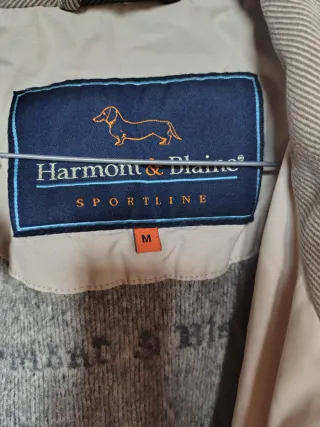 Harmont & Blaine®
SPORTLINE
M